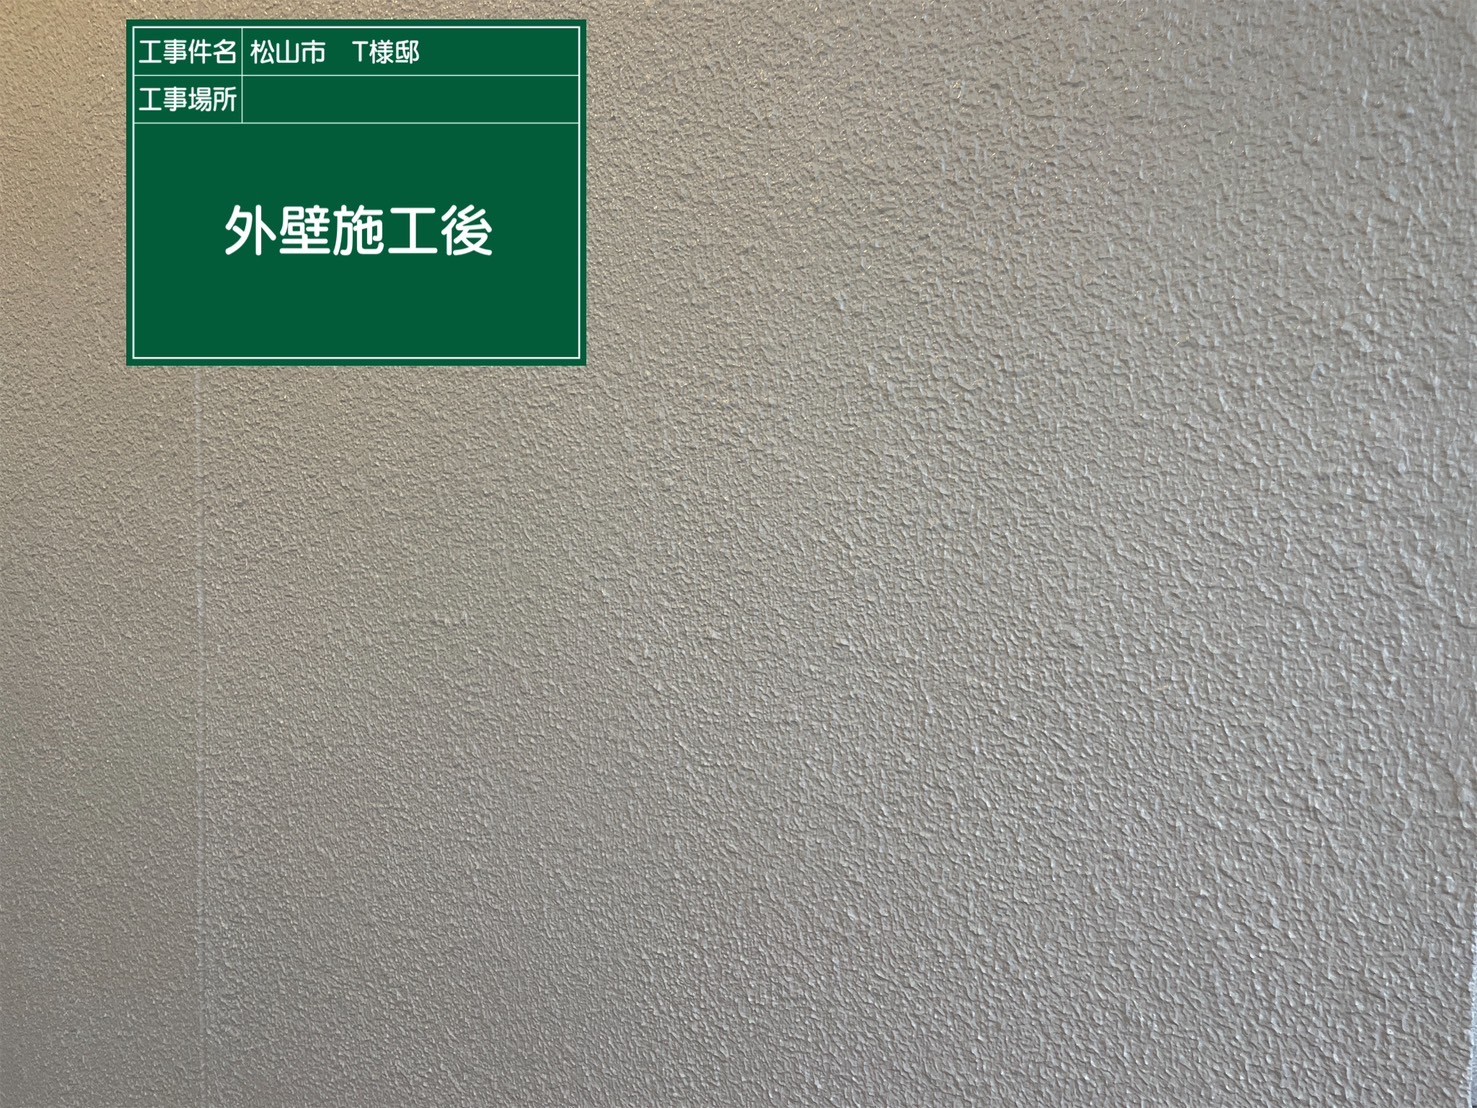 工事件名 松山市 T様邸
工事場所
外壁施工後